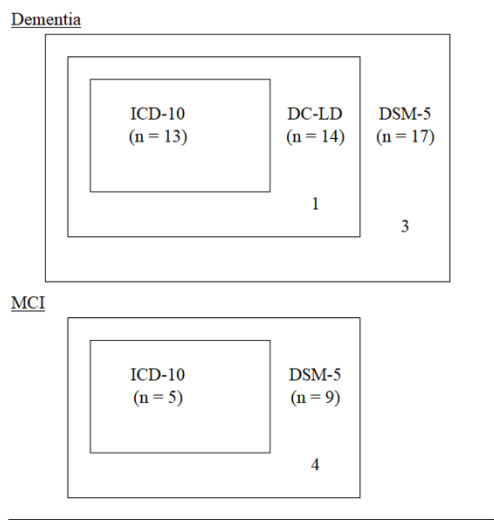 Dementia
ICD-10 DC-LD DSM-5
(n = 13) (n = 14) (n = 17)
1
3
MCI
ICD-10 DSM-5
(n = 5) (n = 9)
4